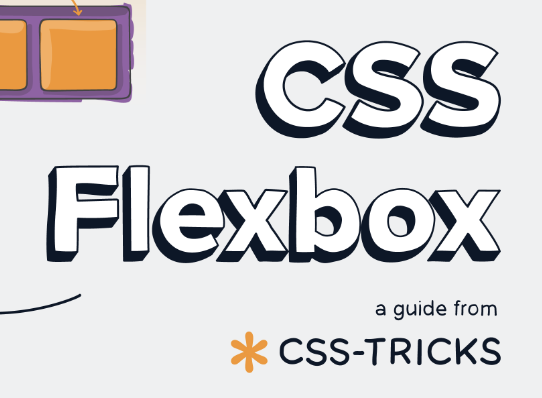 CSS
Flexbox
a guide from
CSS-TRICKS